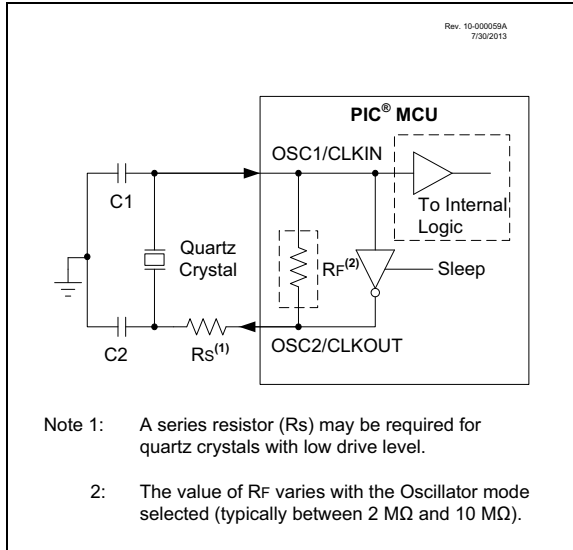 Rev. 10-000059A
7/30/2013
PIC® MCU
OSC1/CLKIN
C1
To Internal
Logic
Quartz
Crystal
RF(2)
Sleep
C2
RS(1)
OSC2/CLKOUT
Note 1: A series resistor (Rs) may be required for
quartz crystals with low drive level.
2: The value of RF varies with the Oscillator mode
selected (typically between 2 MΩ and 10 MΩ).